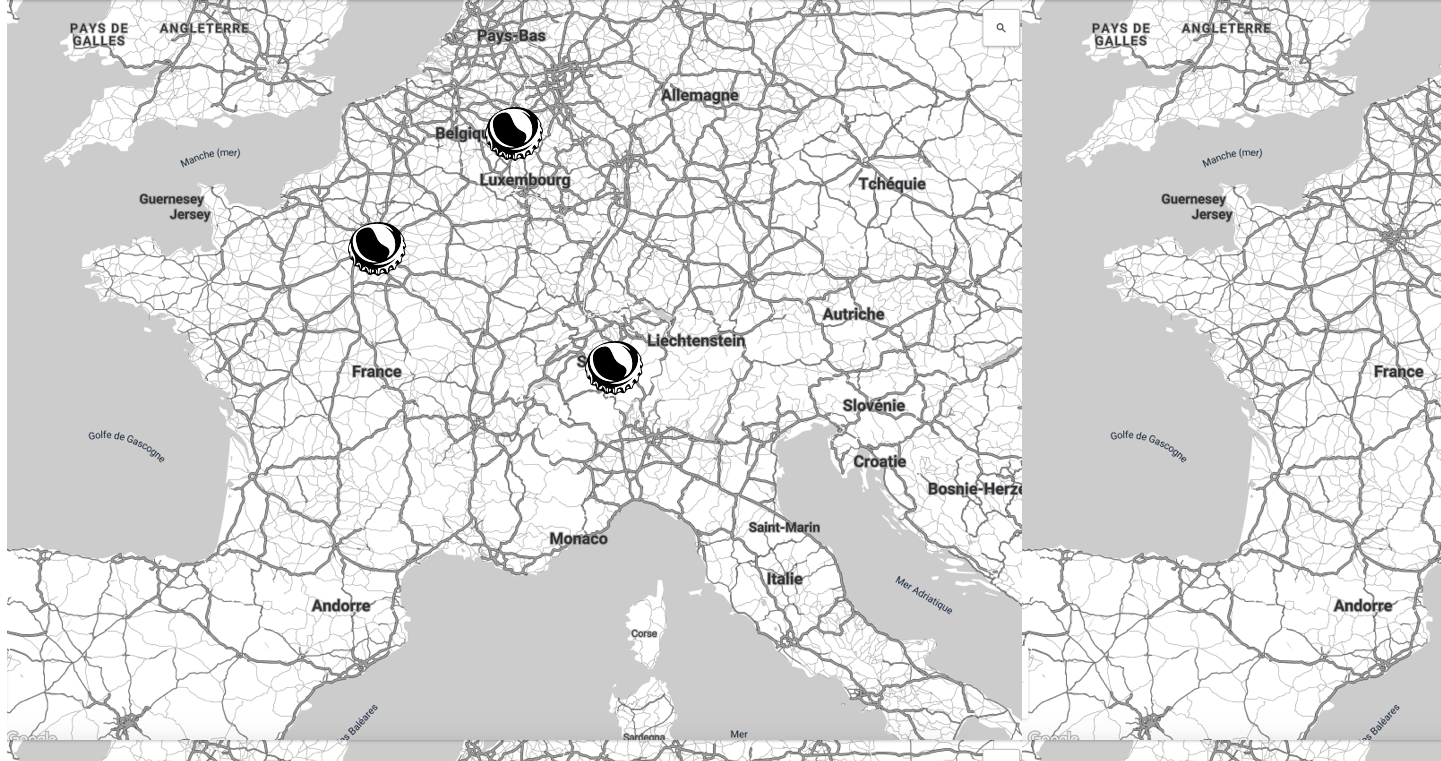 PAYS DE
GALLES
ANGLETERRE
Pays-Bas
Allemagne
Belgiqu
Manche (mer)
Luxembourg
Tchéquie
Guernesey
Jersey
Autriche
Liechtenstein
S
France
Slovénie
Golfe de Gascogne
Croatie
Bosnie-Herze
Saint-Marin
Monaco
Italie
Mer Adriatique
Andorre
Corse
es Baléares
Sardegna
Mer
Google
PAYS DE
GALLES
ANGLETERRE
Manche (mer)
Guernesey
Jersey
France
Golfe de Gascogne
Andorre
es Baléares
Google